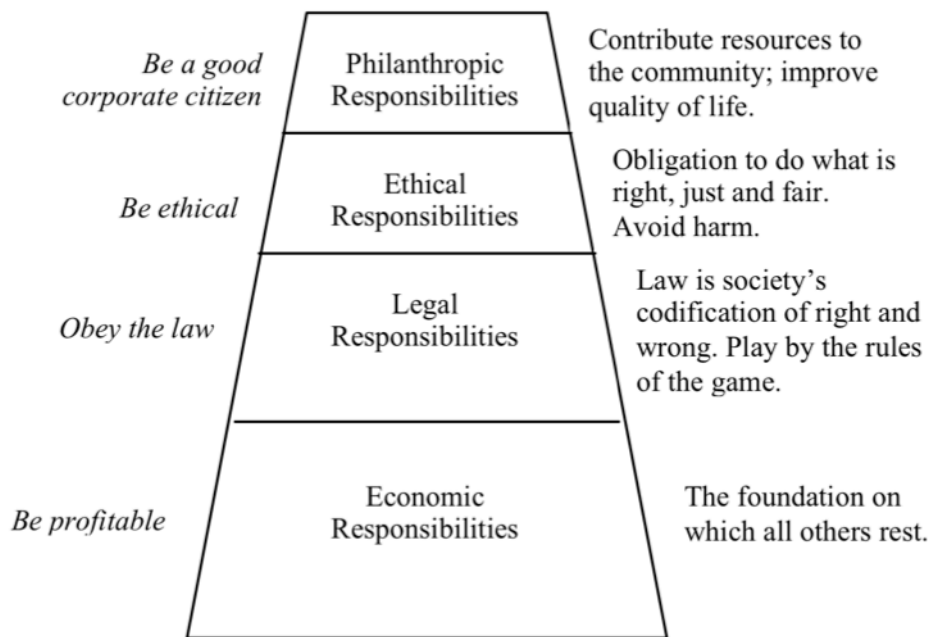 Be a good
corporate citizen
Philanthropic
Responsibilities
Contribute resources to
the community; improve
quality of life.
Be ethical
Ethical
Responsibilities
Obligation to do what is
right, just and fair.
Avoid harm.
Obey the law
Legal
Responsibilities
Law is society’s
codification of right and
wrong. Play by the rules
of the game.
Be profitable
Economic
Responsibilities
The foundation on
which all others rest.